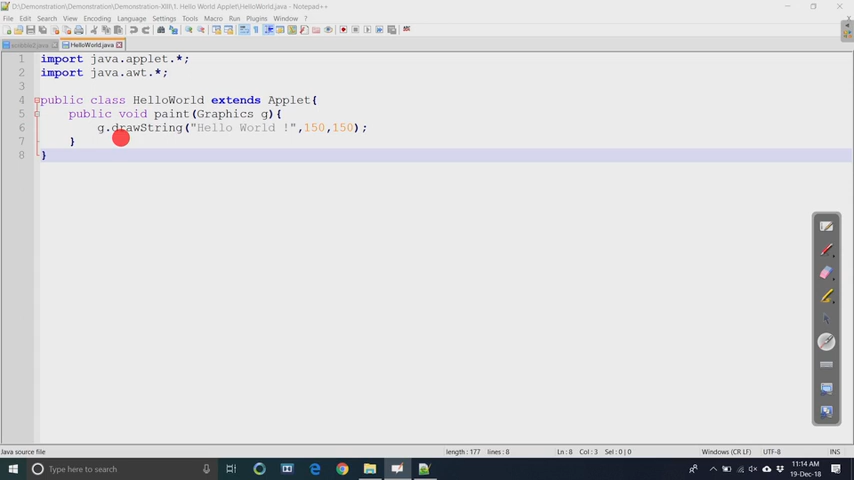 D:\Demonstration\Demonstration-XIII\1. Hello World Applet\HelloWorld.java - Notepad++
File Edit Search View Encoding Language Settings Tools Macro Run Plugins Window ?
scribble2.java HelloWorld.java
1 import java.applet.*;
2 import java.awt.*;
3
4 public class HelloWorld extends Applet{
5 public void paint(Graphics g){
6 g.drawString("Hello World !",150,150);
7 }
8 }
Java source file length : 177 lines : 8 Ln : 8 Col : 3 Sel : 0 | 0 Windows (CR LF) UTF-8 INS
Type here to search
11:14 AM
19-Dec-18